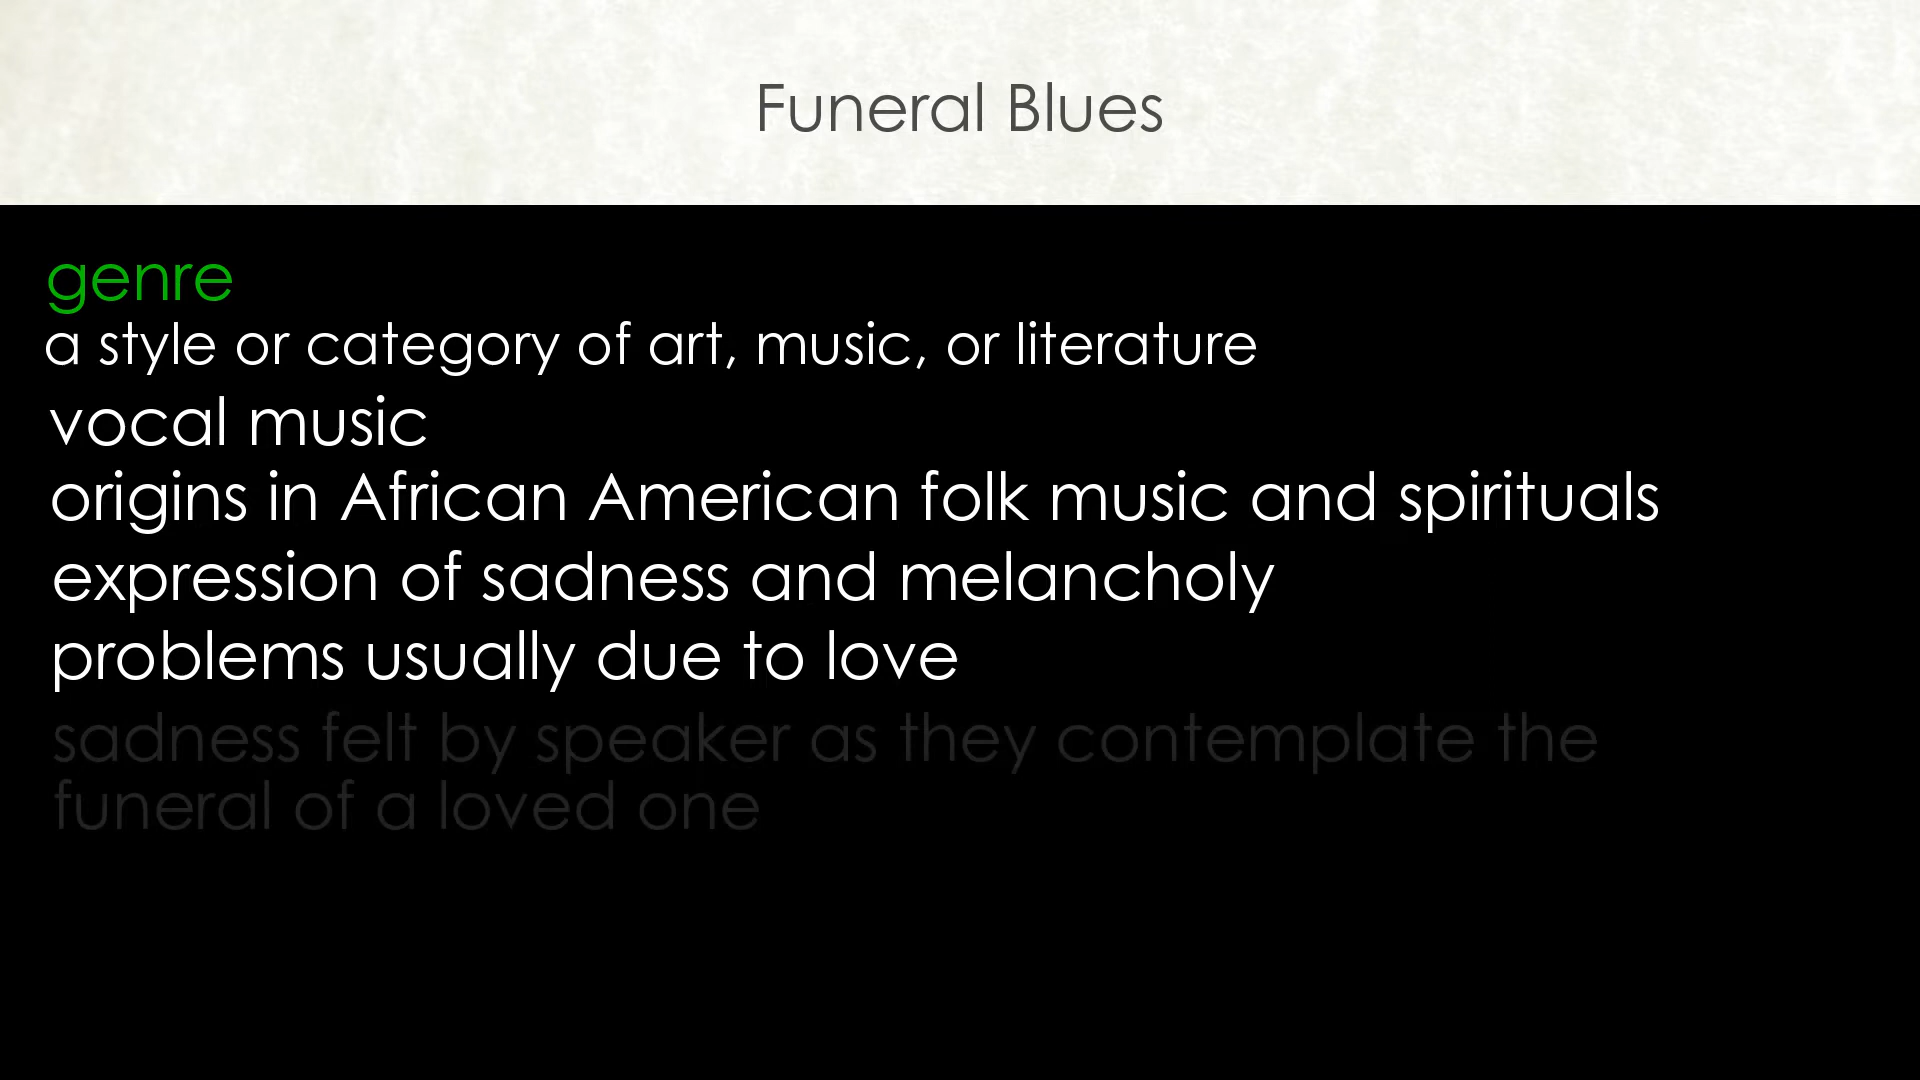 Funeral Blues
genre
a style or category of art, music, or literature
vocal music
origins in African American folk music and spirituals
expression of sadness and melancholy
problems usually due to love
sadness felt by speaker as they contemplate the
funeral of a loved one